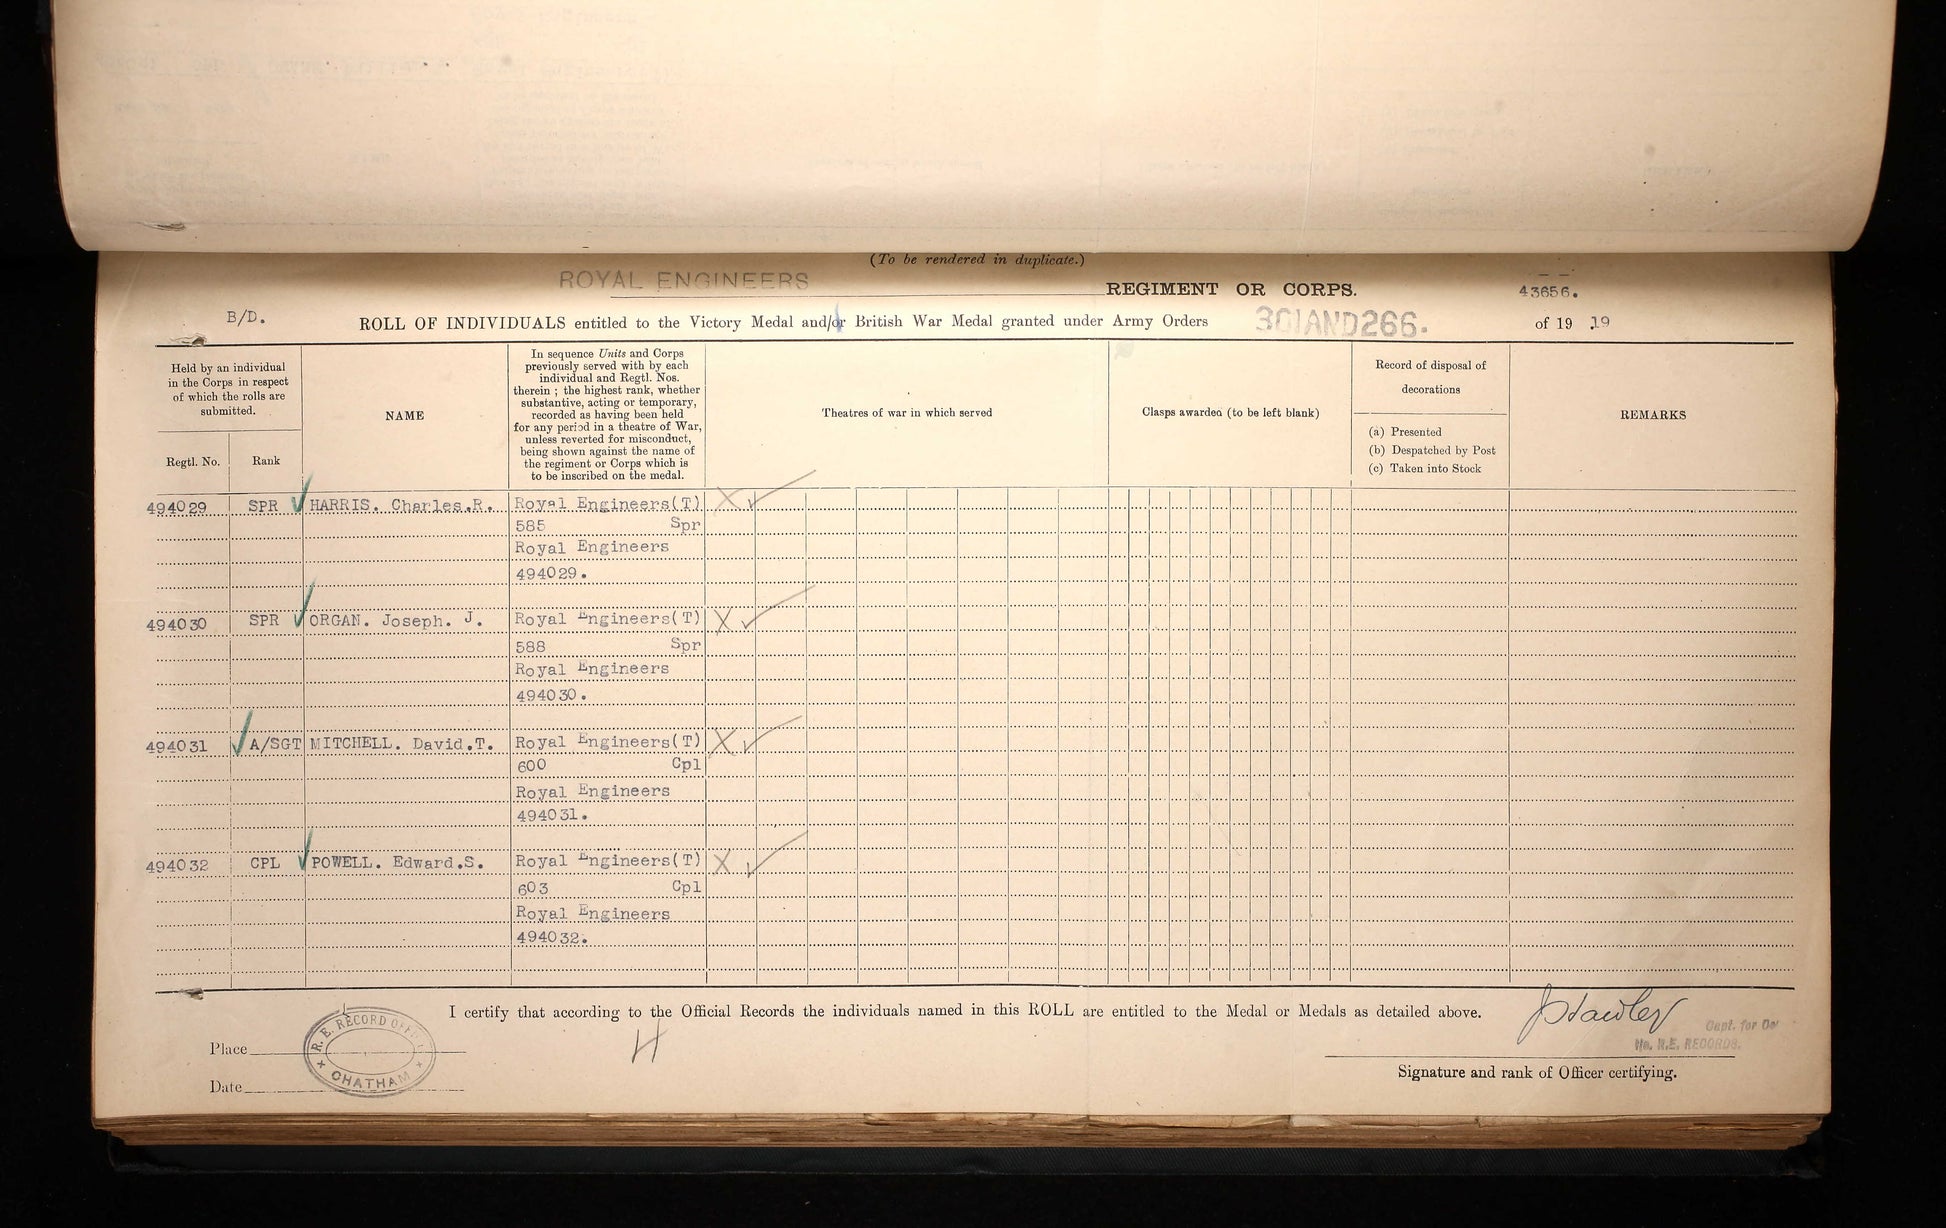 (To be rendered in duplicate.)
ROYAL ENGINEERS REGIMENT OR CORPS. 43656.
B/D. ROLL OF INDIVIDUALS entitled to the Victory Medal and/or British War Medal granted under Army Orders 301AND266. of 19 19
Held by an individual
in the Corps in respect
of which the rolls are
submitted.
Regtl. No. Rank
NAME
In sequence Units and Corps
previously served with by each
individual and Regtl. Nos.
therein ; the highest rank, whether
substantive, acting or temporary,
recorded as having been held
for any period in a theatre of War,
unless reverted for misconduct,
being shown against the name of
the regiment or Corps which is
to be inscribed on the medal.
Theatres of war in which served
Clasps awarded (to be left blank)
Record of disposal of
decorations
(a) Presented
(b) Despatched by Post
(c) Taken into Stock
REMARKS
494029 SPR HARRIS. Charles.R. Royal Engineers(T) X
585 Spr
Royal Engineers
494029.
494030 SPR ORGAN. Joseph. J. Royal Engineers(T) X
588 Spr
Royal Engineers
494030.
494031 A/SGT MITCHELL. David.T. Royal Engineers(T) X
600 Cpl
Royal Engineers
494031.
494032 CPL POWELL. Edward.S. Royal Engineers(T) X
603 Cpl
Royal Engineers
494032.
I certify that according to the Official Records the individuals named in this ROLL are entitled to the Medal or Medals as detailed above.
R. E. RECORD OFFICE
CHATHAM
Place
Date
H
Capt. for
R.E. RECORDS.
Signature and rank of Officer certifying.